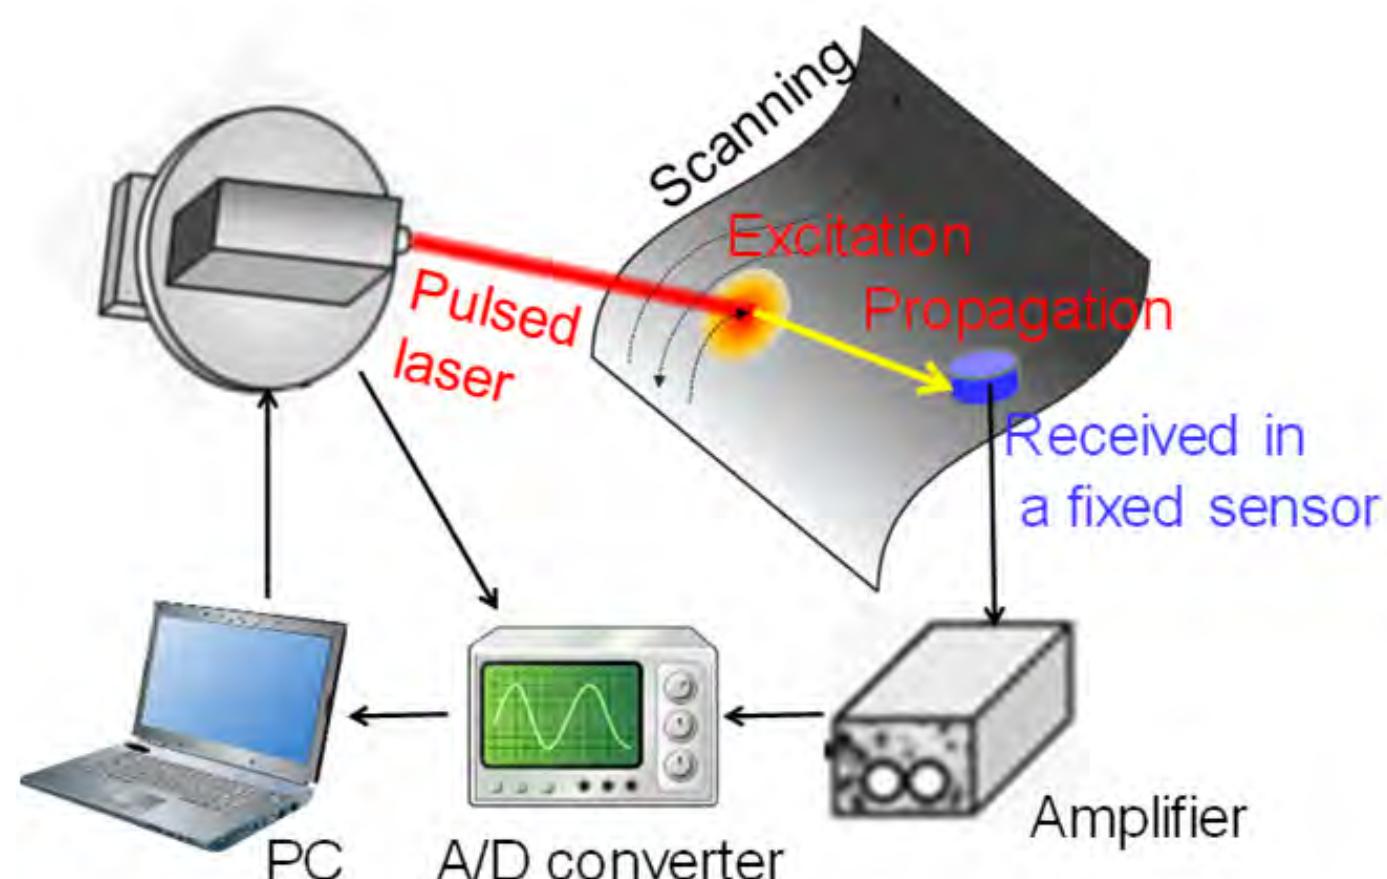 Scanning
Excitation
Propagation
Pulsed
laser
Received in
a fixed sensor
PC
A/D converter
Amplifier